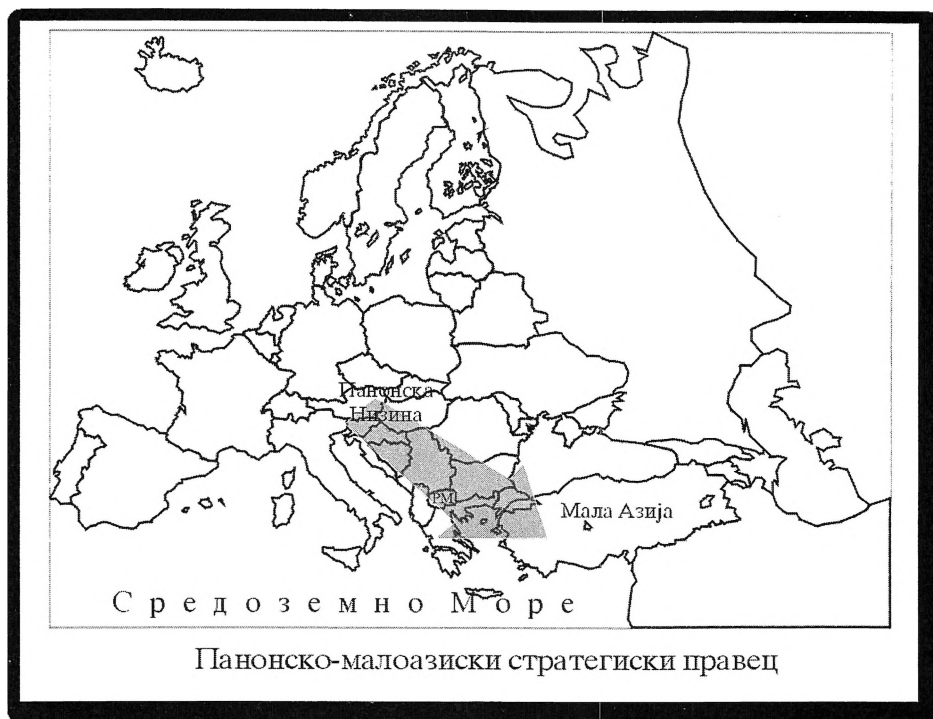 Панонска
Низина
РМ
Мала Азија
Средоземно Море
Панонско-малоазиски стратегиски правец